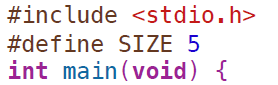 #include <stdio.h>
#define SIZE 5
int main(void) {